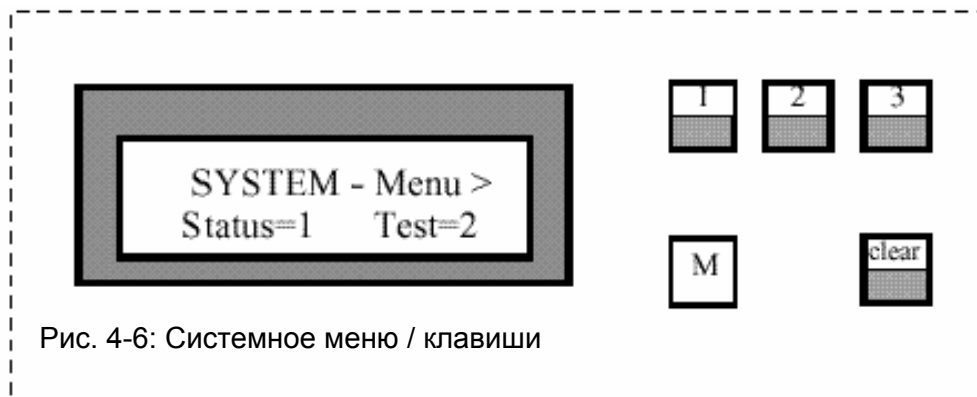 SYSTEM - Menu >
Status=1 Test=2
1 2 3
M clear
Рис. 4-6: Системное меню / клавиши